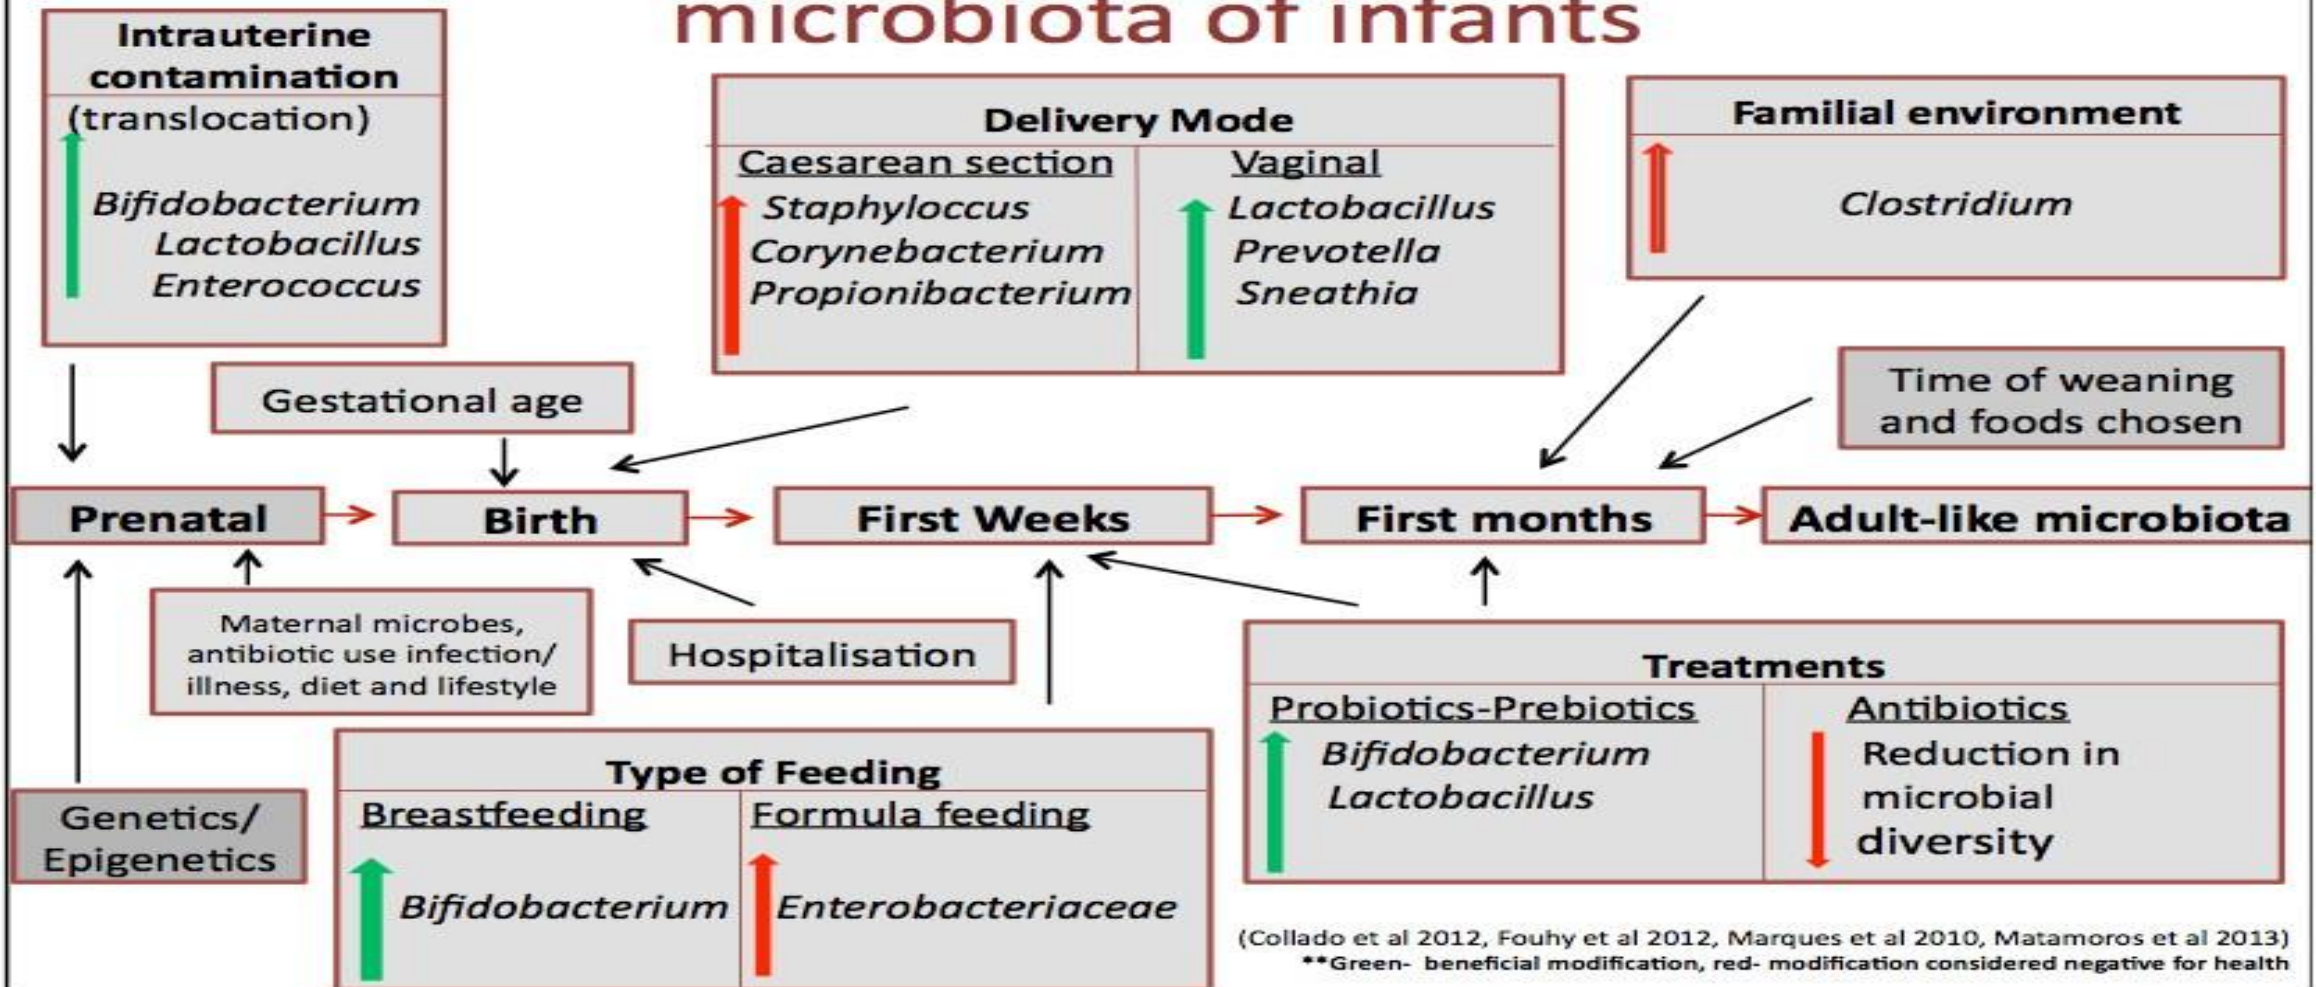 microbiota of infants
Intrauterine
contamination
(translocation)
Bifidobacterium
Lactobacillus
Enterococcus
Delivery Mode
Caesarean section
Staphyloccus
Corynebacterium
Propionibacterium
Vaginal
Lactobacillus
Prevotella
Sneathia
Familial environment
Clostridium
Gestational age
Time of weaning
and foods chosen
Prenatal
Birth
First Weeks
First months
Adult-like microbiota
Maternal microbes,
antibiotic use infection/
illness, diet and lifestyle
Hospitalisation
Genetics/
Epigenetics
Type of Feeding
Breastfeeding
Bifidobacterium
Formula feeding
Enterobacteriaceae
Treatments
Probiotics-Prebiotics
Bifidobacterium
Lactobacillus
Antibiotics
Reduction in
microbial
diversity
(Collado et al 2012, Fouhy et al 2012, Marques et al 2010, Matamoros et al 2013)
**Green- beneficial modification, red- modification considered negative for health